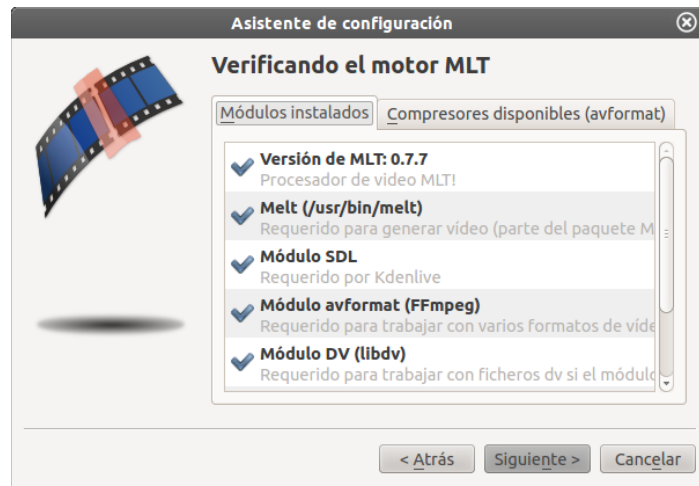 Asistente de configuración
Verificando el motor MLT
Módulos instalados
Compresores disponibles (avformat)
Versión de MLT: 0.7.7
Procesador de video MLT!
Melt (/usr/bin/melt)
Requerido para generar vídeo (parte del paquete M
Módulo SDL
Requerido por Kdenlive
Módulo avformat (FFmpeg)
Requerido para trabajar con varios formatos de víde
Módulo DV (libdv)
Requerido para trabajar con ficheros dv si el módulo
< Atrás
Siguiente >
Cancelar